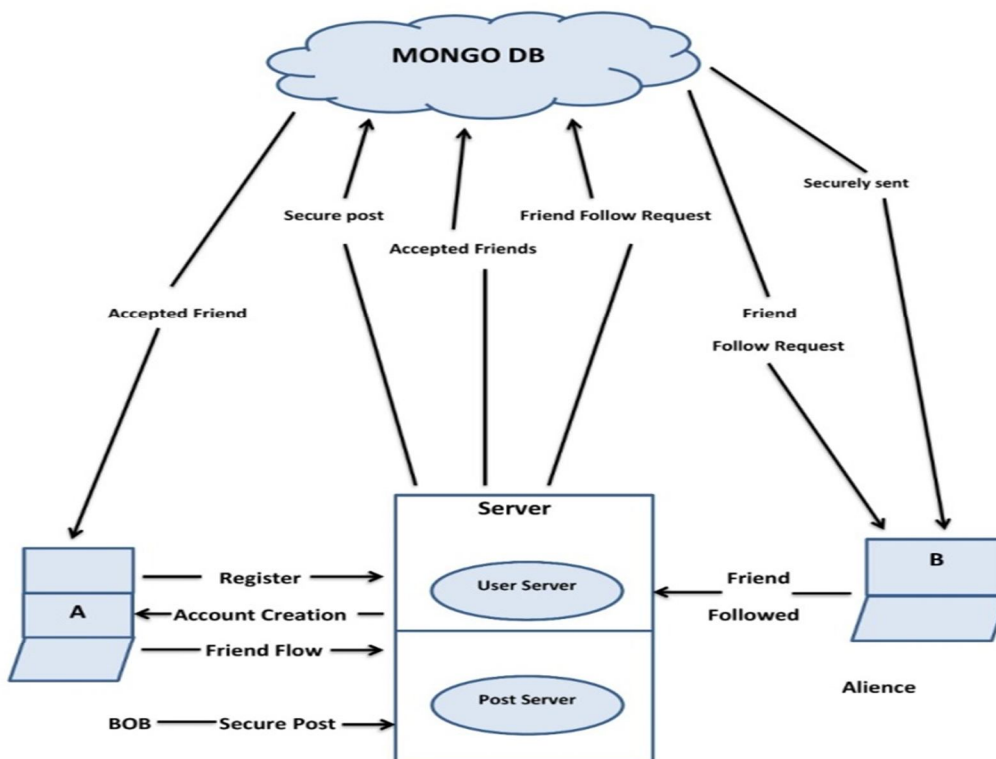 MONGO DB
Securely sent
Secure post
Friend Follow Request
Accepted Friends
Accepted Friend
Friend
Follow Request
Server
B
User Server
Friend
Followed
Register
A
Account Creation
Friend Flow
Alience
Post Server
BOB
Secure Post